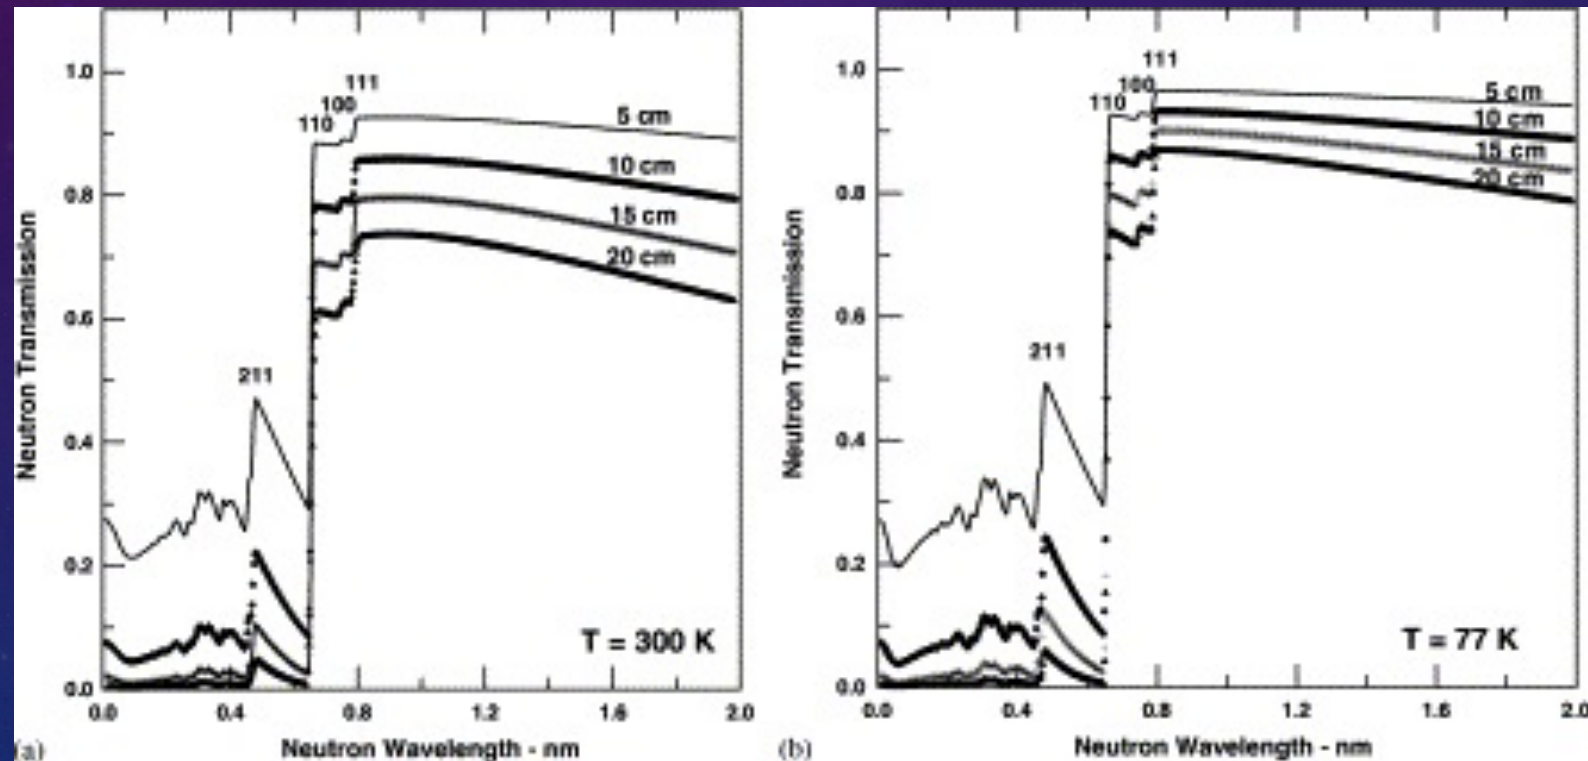 111
1.0
100
110
5 cm
10 cm
0.8
15 cm
20 cm
0.6
211
0.4
0.2
T = 300 K
0.0
0.0 0.4 0.8 1.2 1.6 2.0
Neutron Transmission
(a) Neutron Wavelength - nm
111
1.0
100
110
5 cm
10 cm
15 cm
20 cm
0.8
0.6
211
0.4
0.2
T = 77 K
0.0
0.0 0.4 0.8 1.2 1.6 2.0
Neutron Transmission
(b) Neutron Wavelength - nm